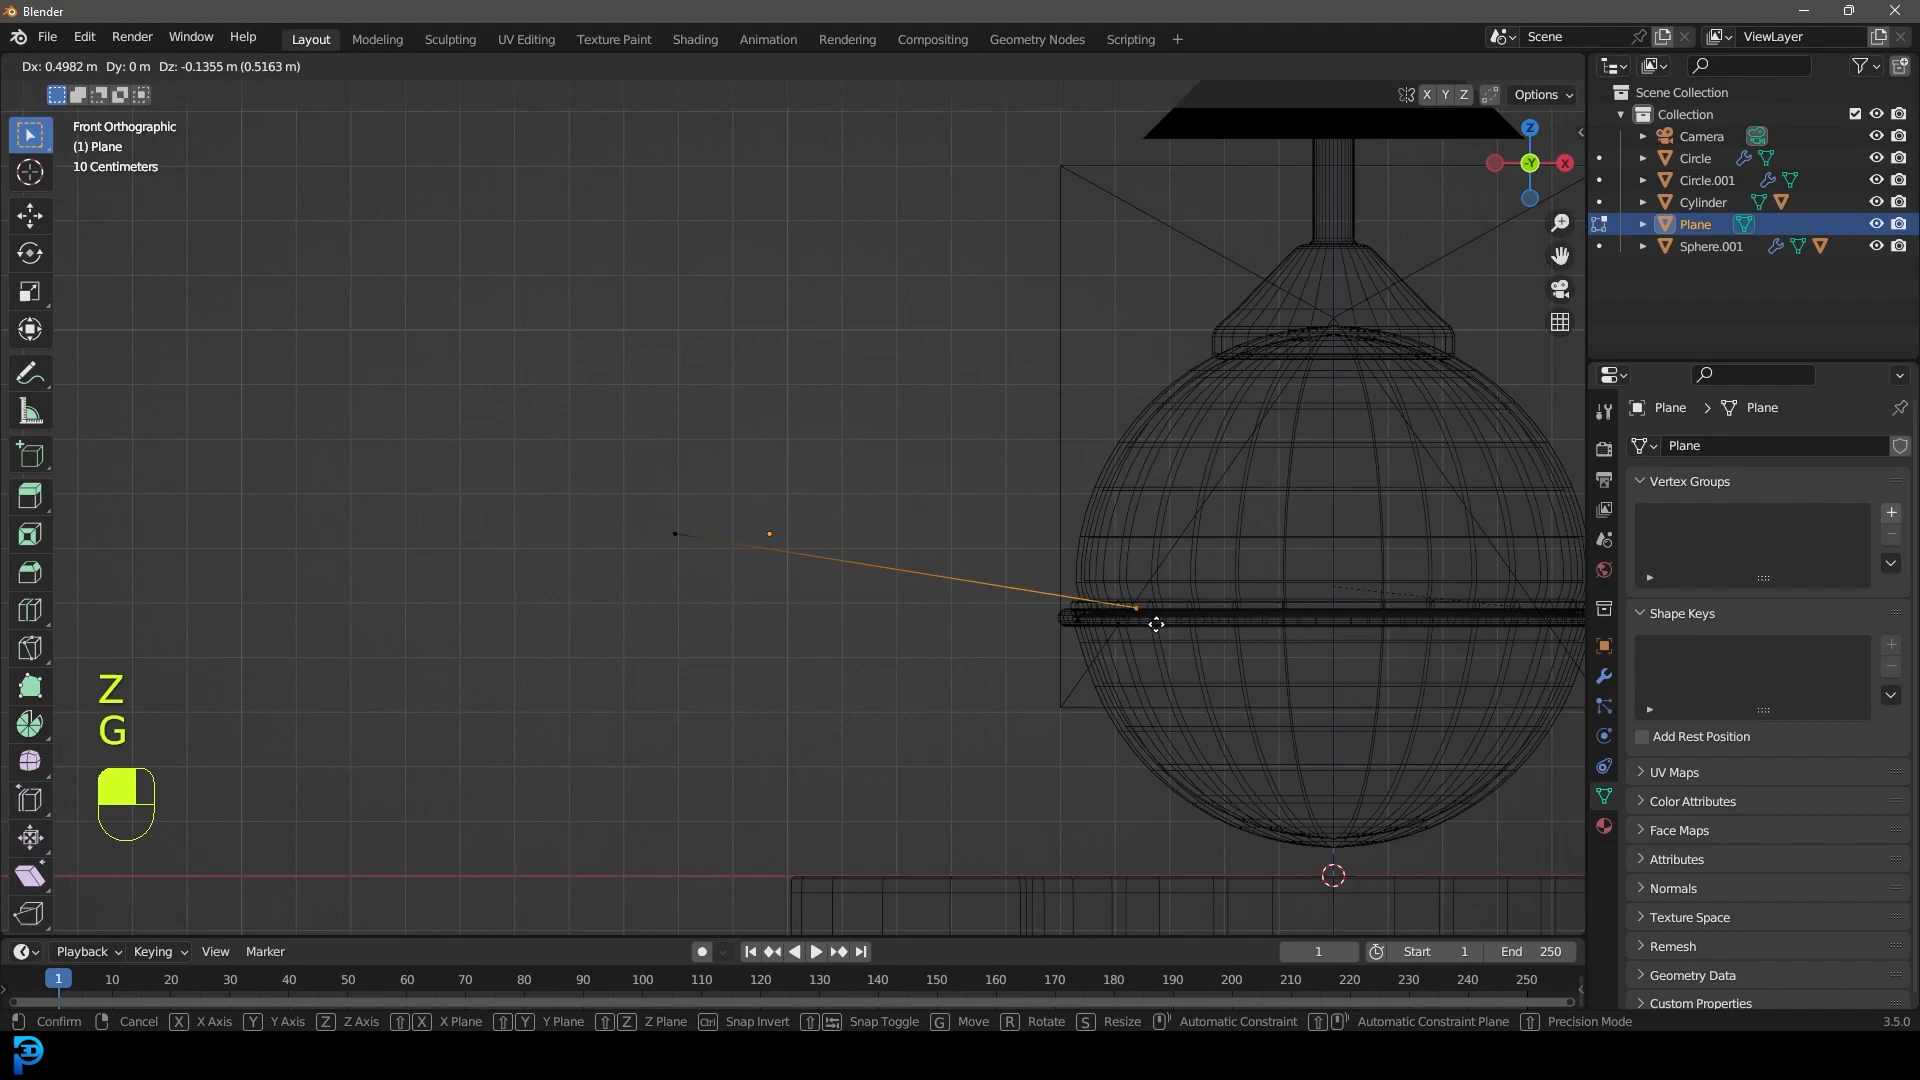 Blender
File Edit Render Window Help
Layout Modeling Sculpting UV Editing Texture Paint Shading Animation Rendering Compositing Geometry Nodes Scripting +
Scene
ViewLayer
Dx: 0.4982 m Dy: 0 m Dz: -0.1355 m (0.5163 m)
X Y Z Options
Front Orthographic
(1) Plane
10 Centimeters
Z
-Y
X
Scene Collection
Collection
Camera
Circle
Circle.001
Cylinder
Plane
Sphere.001
Plane > Plane
Plane
Vertex Groups
Shape Keys
Add Rest Position
UV Maps
Color Attributes
Face Maps
Attributes
Normals
Texture Space
Remesh
Geometry Data
Custom Properties
Z
G
Playback Keying View Marker
1
Start 1
End 250
1 10 20 30 40 50 60 70 80 90 100 110 120 130 140 150 160 170 180 190 200 210 220 230 240 250
Confirm Cancel X X Axis Y Y Axis Z Z Axis X X Plane Y Y Plane Z Z Plane Ctrl Snap Invert Snap Toggle G Move R Rotate S Resize Automatic Constraint Automatic Constraint Plane Precision Mode
3.5.0
3D